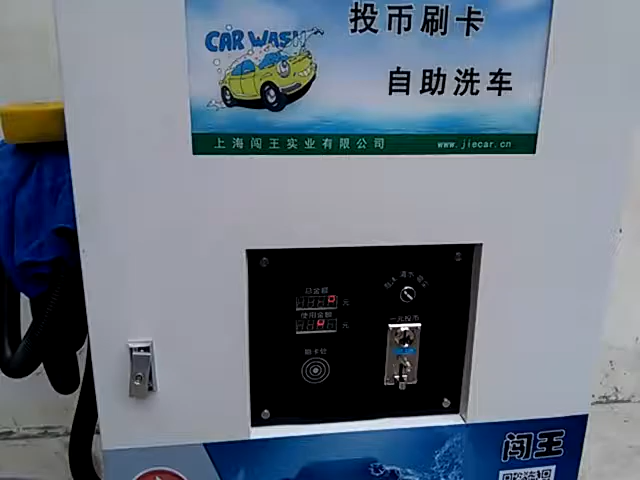 投币刷卡
CAR WASH
自助洗车
上海闯王实业有限公司
www.jiecar.cn
总金额
元
使用金额
元
一元投币
刷卡处
闯王